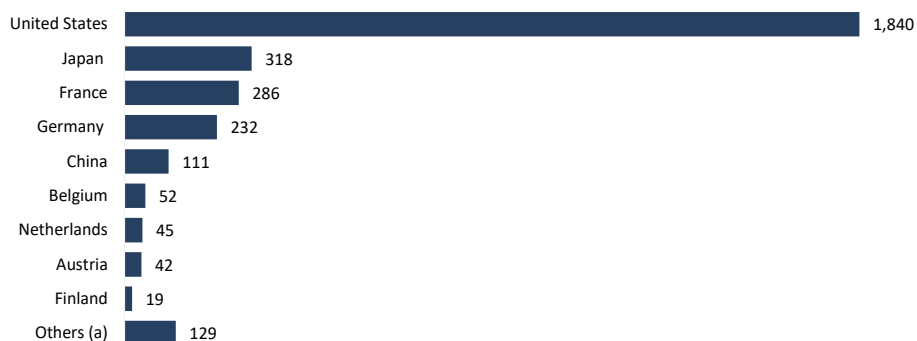 United States 1,840
Japan 318
France 286
Germany 232
China 111
Belgium 52
Netherlands 45
Austria 42
Finland 19
Others (a) 129